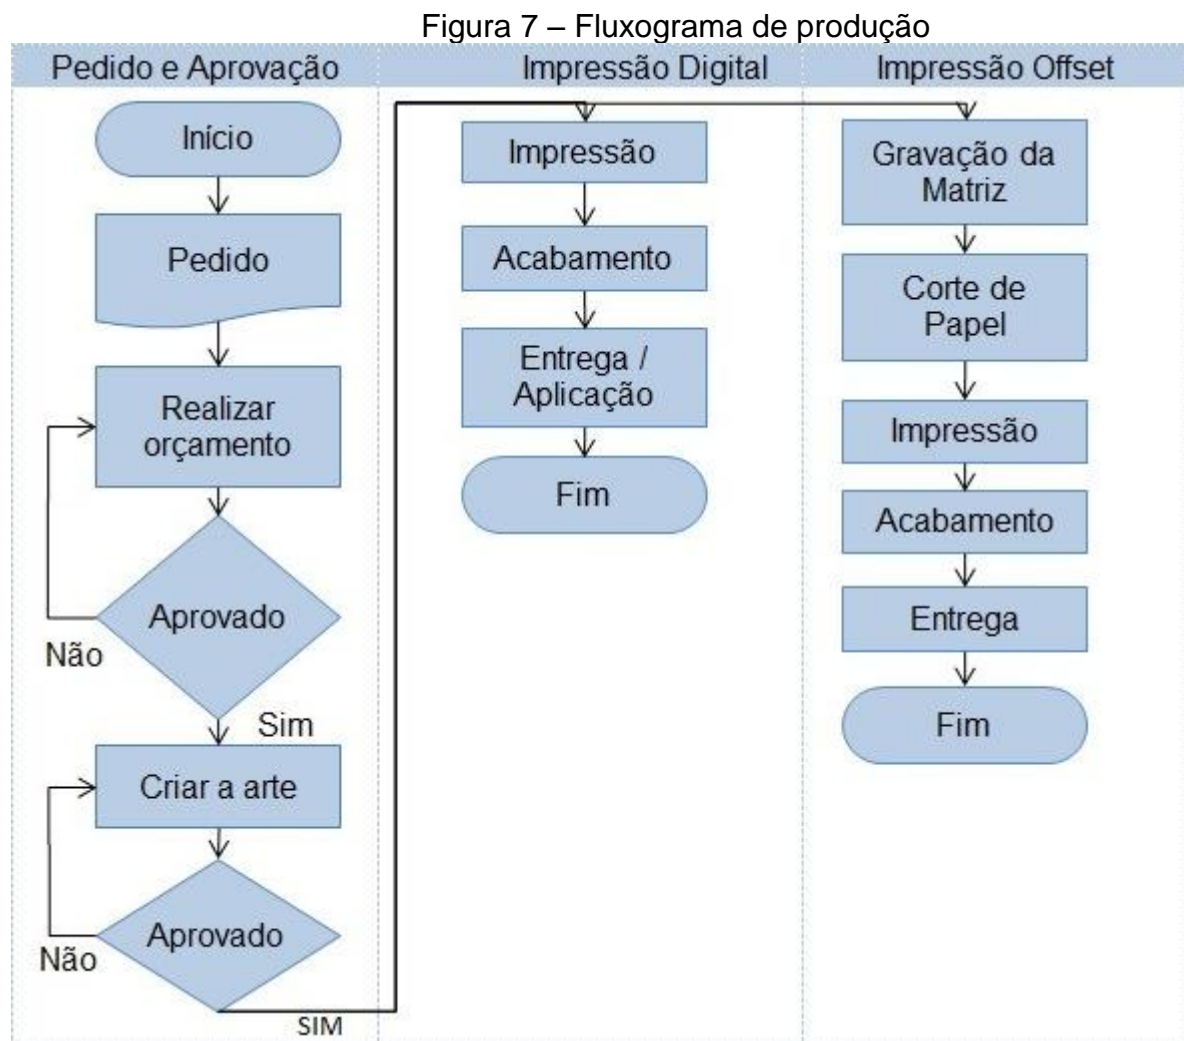 Figura 7 – Fluxograma de produção
Pedido e Aprovação
Impressão Digital
Impressão Offset
Início
Pedido
Realizar
orçamento
Aprovado
Não
Sim
Criar a arte
Aprovado
Não
SIM
Impressão
Acabamento
Entrega /
Aplicação
Fim
Gravação da
Matriz
Corte de
Papel
Impressão
Acabamento
Entrega
Fim